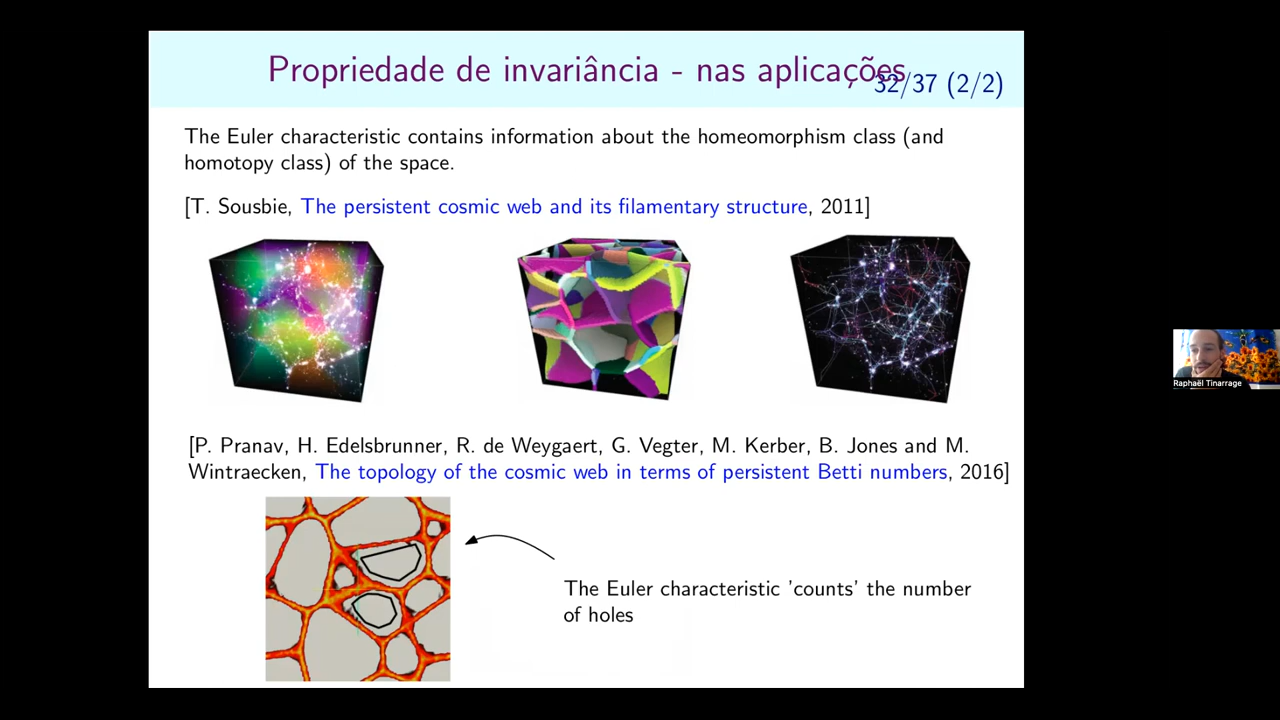 Propriedade de invariância - nas aplicações
32/37 (2/2)
The Euler characteristic contains information about the homeomorphism class (and
homotopy class) of the space.
[T. Sousbie, The persistent cosmic web and its filamentary structure, 2011]
[P. Pranav, H. Edelsbrunner, R. de Weygaert, G. Vegter, M. Kerber, B. Jones and M.
Wintraecken, The topology of the cosmic web in terms of persistent Betti numbers, 2016]
The Euler characteristic 'counts' the number
of holes
Raphaël Tinarrage